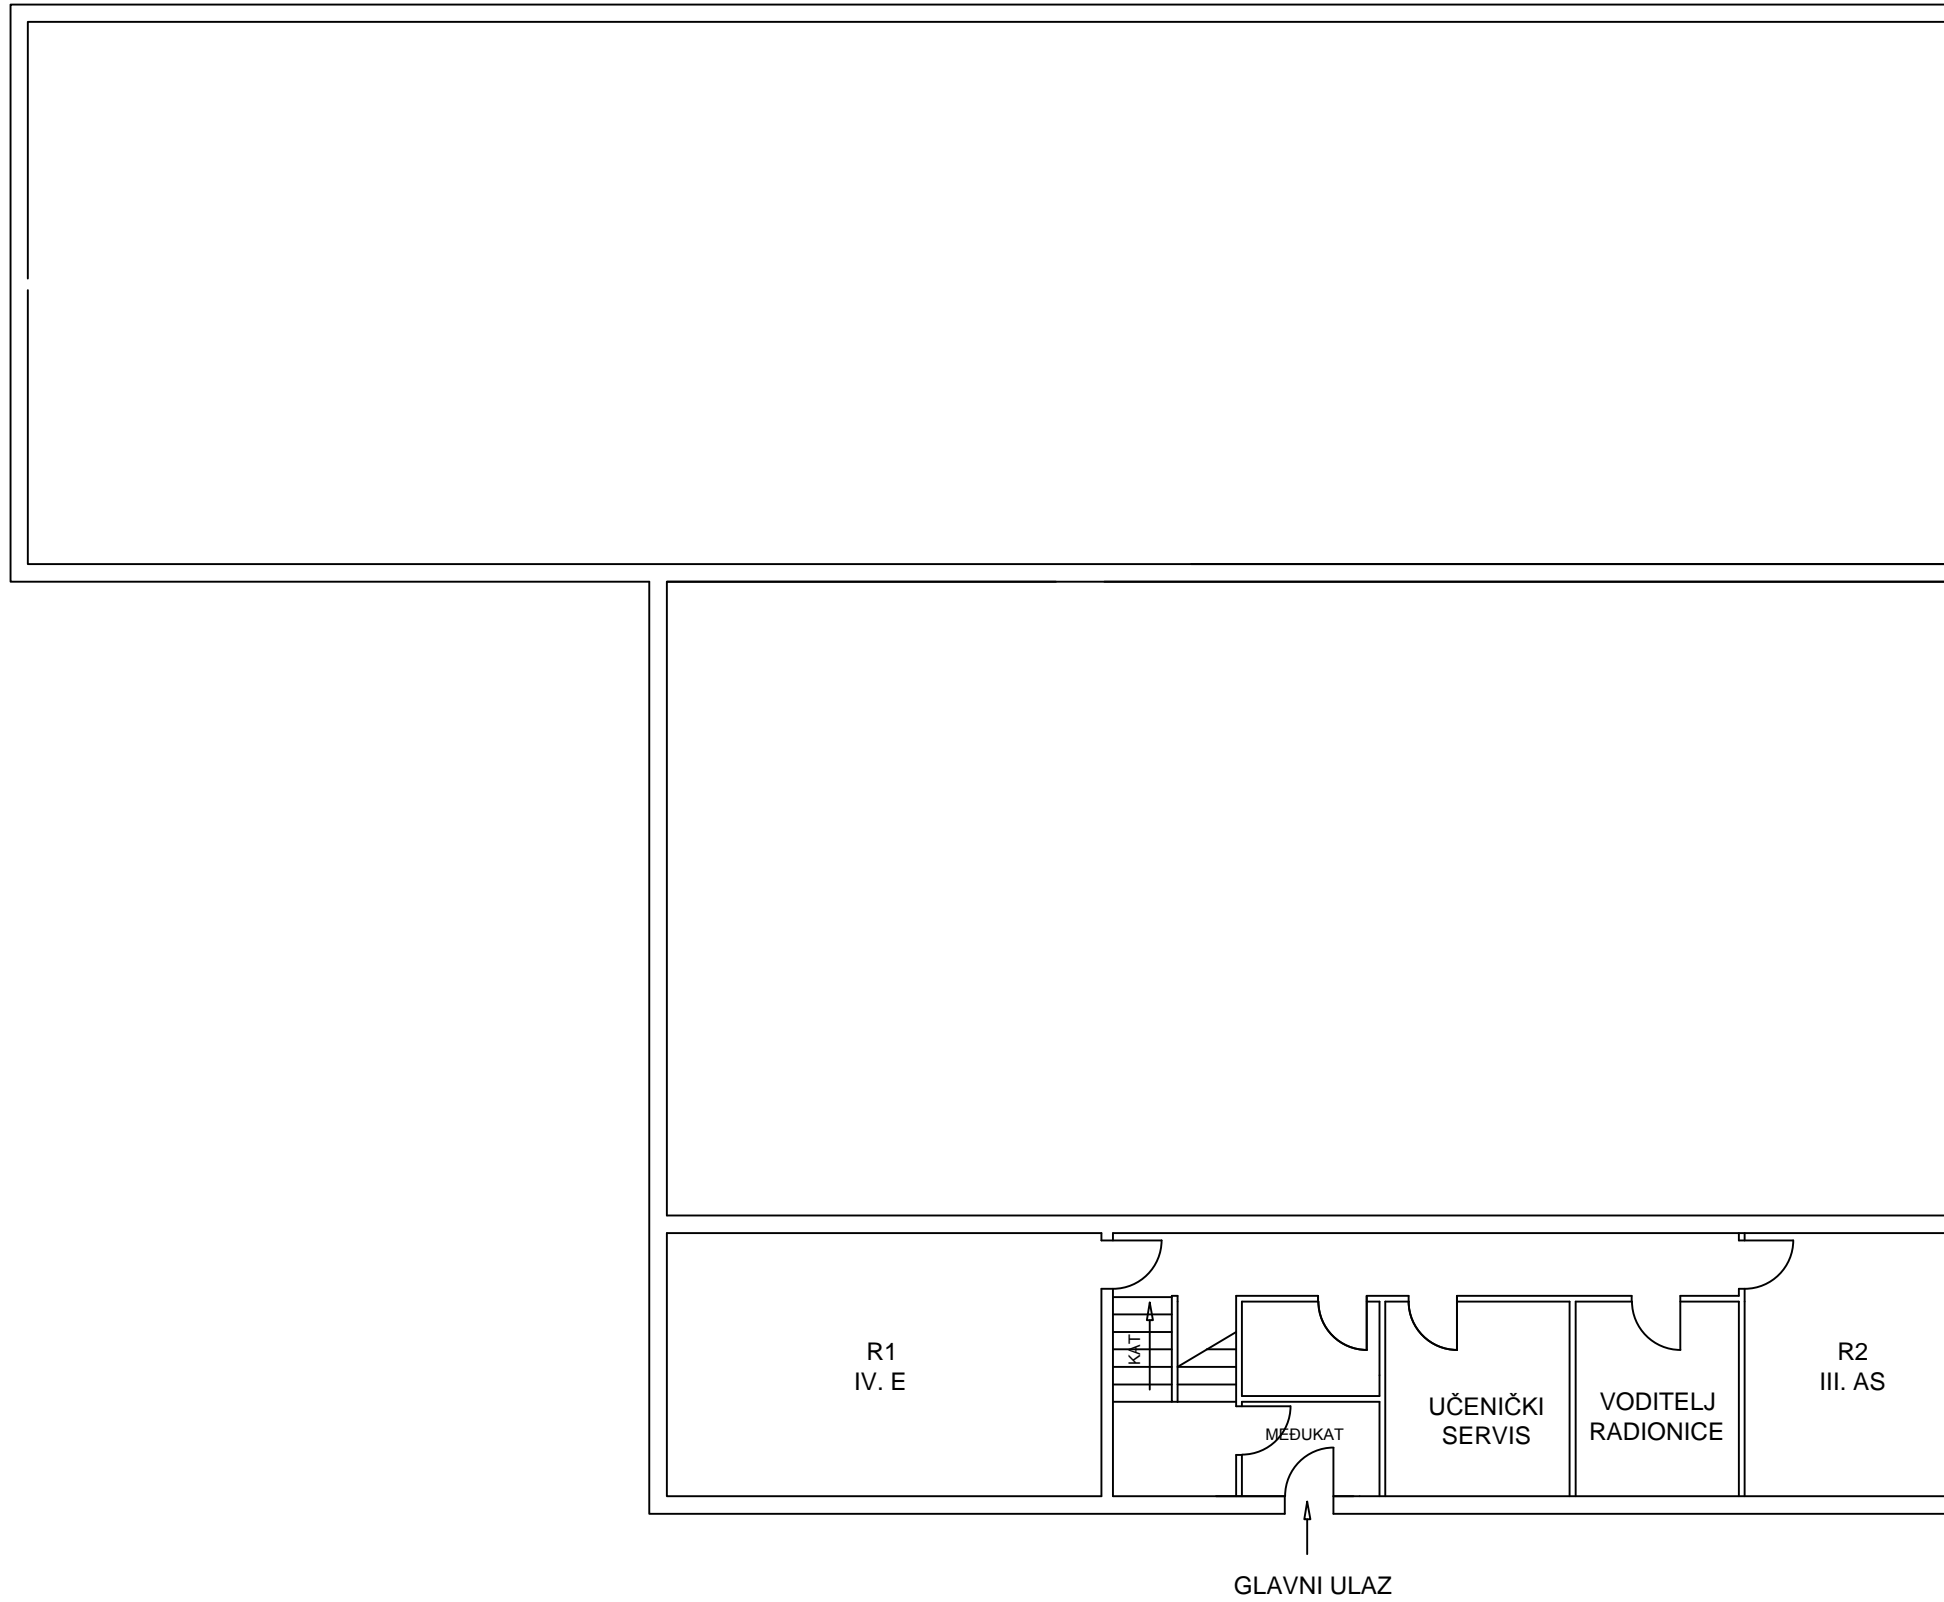 R1
IV. E
KAT
MEĐUKAT
UČENIČKI
SERVIS
VODITELJ
RADIONICE
R2
III. AS
GLAVNI ULAZ